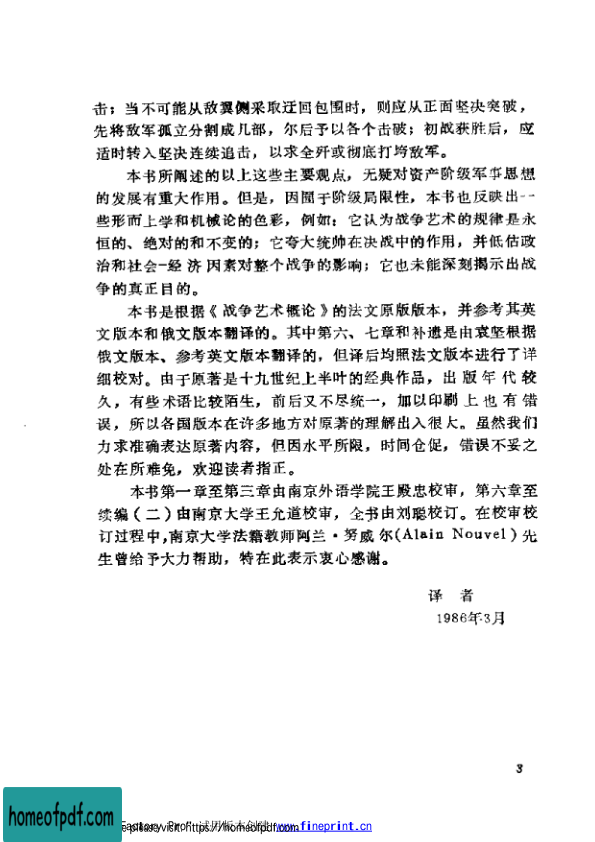 击；当不可能从敌翼侧采取迂回包围时，则应从正面坚决突破，
先将敌军孤立分割成几部，尔后予以各个击破；初战获胜后，应
适时转入坚决连续追击，以求全歼或彻底打垮敌军。
本书所阐述的以上这些主要观点，无疑对资产阶级军事思想
的发展有重大作用。但是，因囿于阶级局限性，本书也反映出一
些形而上学和机械论的色彩，例如：它认为战争艺术的规律是永
恒的、绝对的和不变的；它夸大统帅在决战中的作用，并低估政
治和社会-经济因素对整个战争的影响；它也未能深刻揭示出战
争的真正目的。
本书是根据《战争艺术概论》的法文原版版本，并参考其英
文版本和俄文版本翻译的。其中第六、七章和补遗是由袁坚根据
俄文版本、参考英文版本翻译的，但译后均照法文版本进行了详
细校对。由于原著是十九世纪上半叶的经典作品，出版年代较
久，有些术语比较陌生，前后又不尽统一，加以印刷上也有错
误，所以各国版本在许多地方对原著的理解出入很大。虽然我们
力求准确表达原著内容，但因水平所限，时间仓促，错误不妥之
处在所难免，欢迎读者指正。
本书第一章至第三章由南京外语学院王殿忠校审，第六章至
续编（二）由南京大学王允道校审，全书由刘聪校订。在校审校
订过程中，南京大学法籍教师阿兰·努威尔(Alain Nouvel)先
生曾给予大力帮助，特在此表示衷心感谢。
译 者
1986年3月
3
homeofpdf.com
Factory Pro" 试用版本创建 www.fineprint.cn
please visit: https://homeofpdf.com